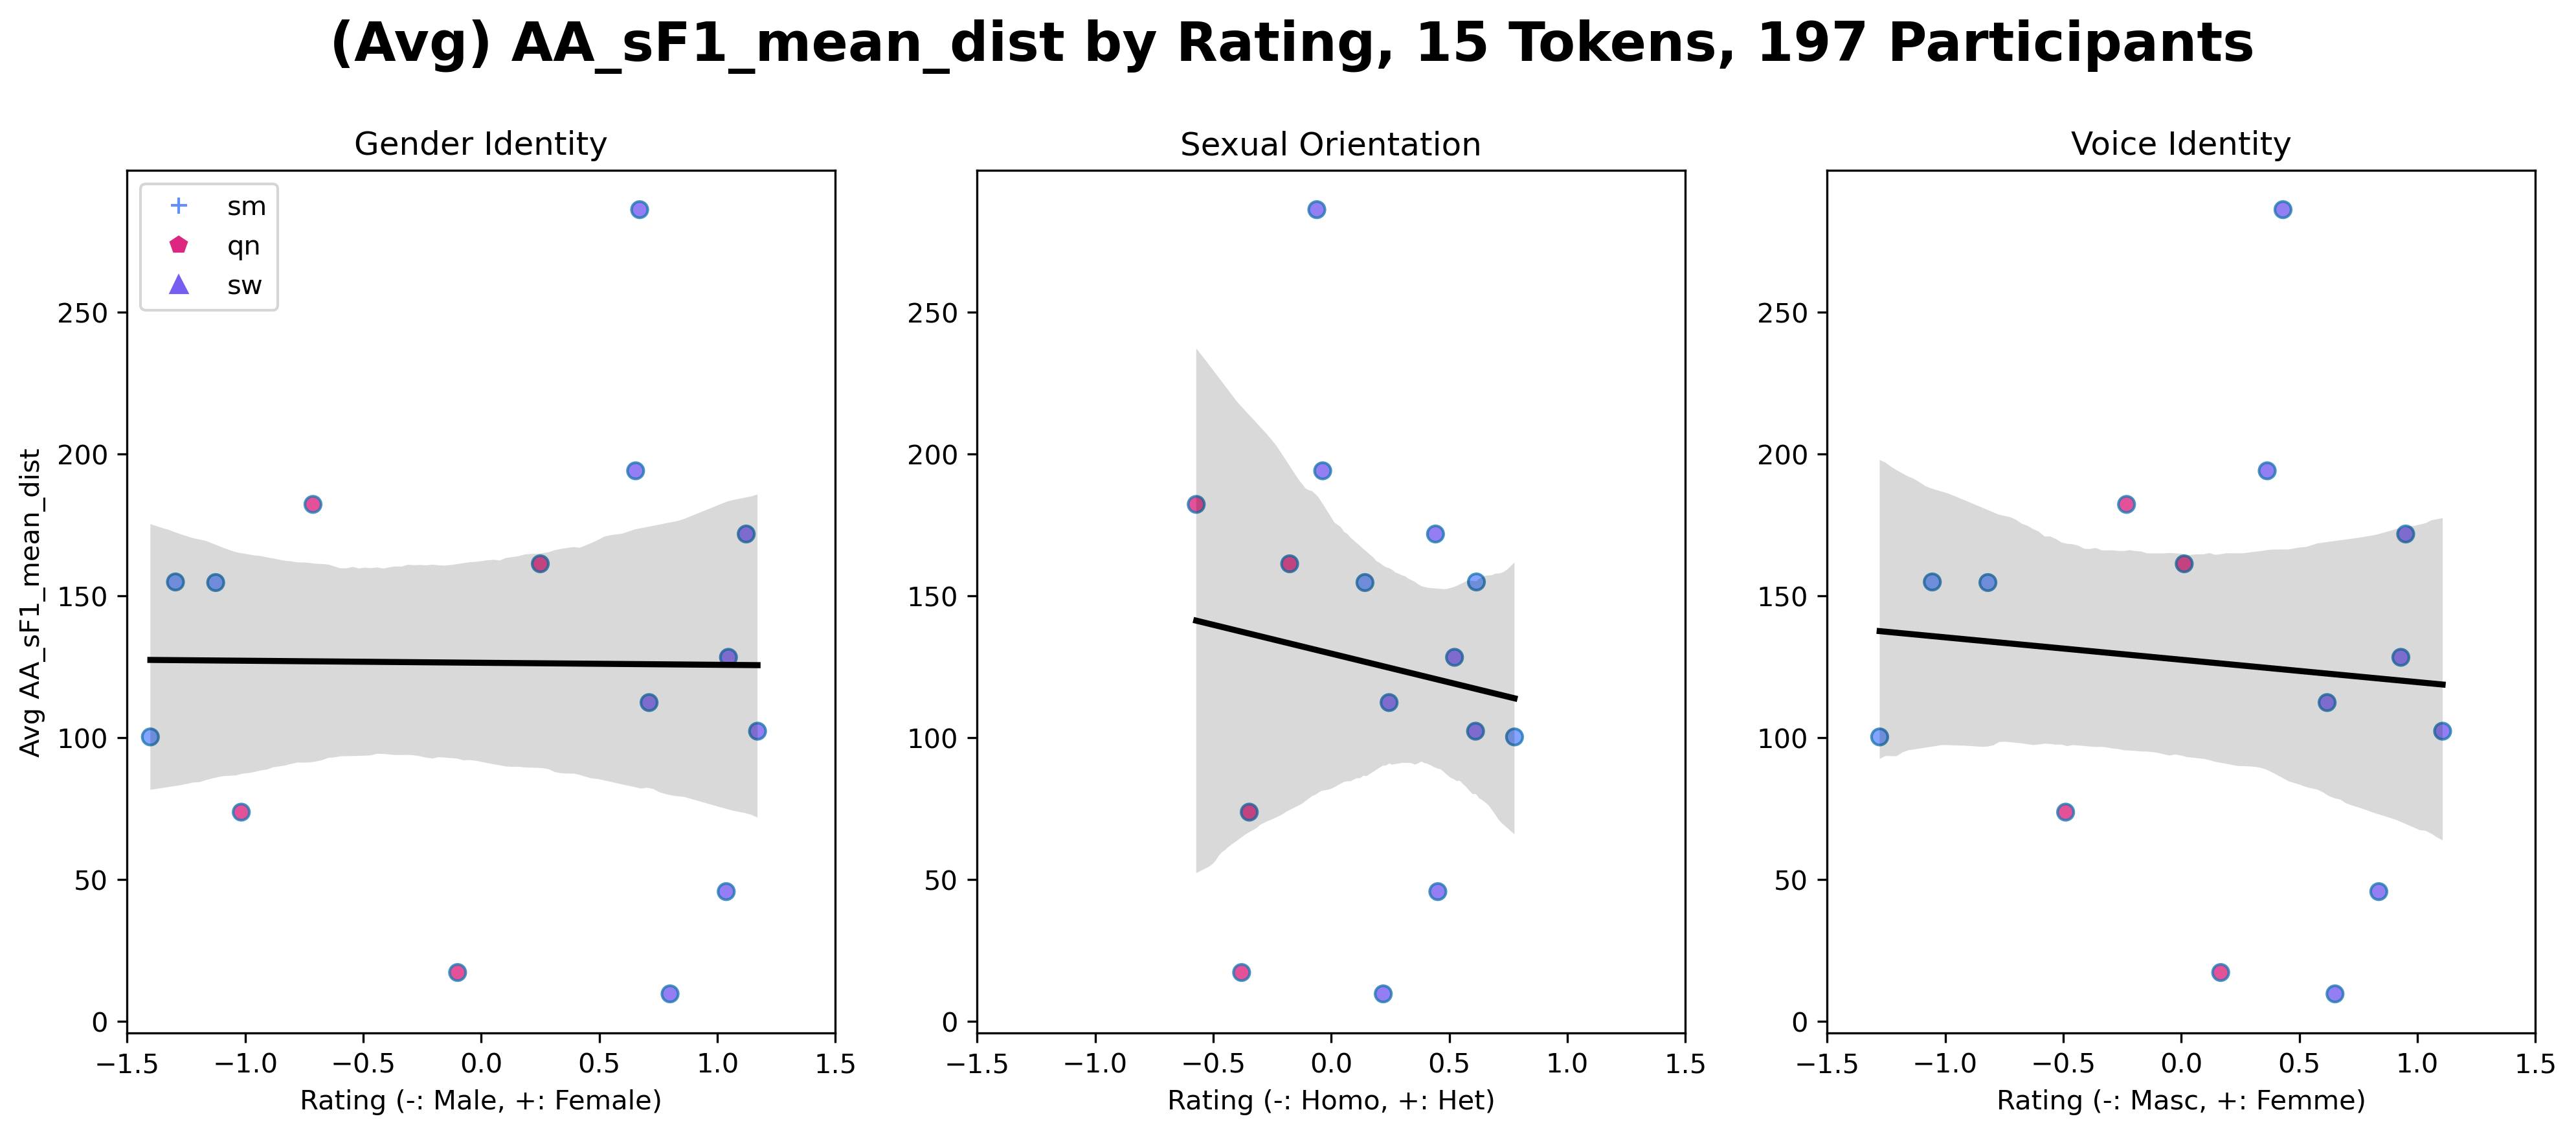 (Avg) AA_sF1_mean_dist by Rating, 15 Tokens, 197 Participants
Gender Identity
Sexual Orientation
Voice Identity
sm
qn
sw
Avg AA_sF1_mean_dist
250
200
150
100
50
0
−1.5 −1.0 −0.5 0.0 0.5 1.0 1.5
Rating (-: Male, +: Female)
250
200
150
100
50
0
−1.5 −1.0 −0.5 0.0 0.5 1.0 1.5
Rating (-: Homo, +: Het)
250
200
150
100
50
0
−1.5 −1.0 −0.5 0.0 0.5 1.0 1.5
Rating (-: Masc, +: Femme)